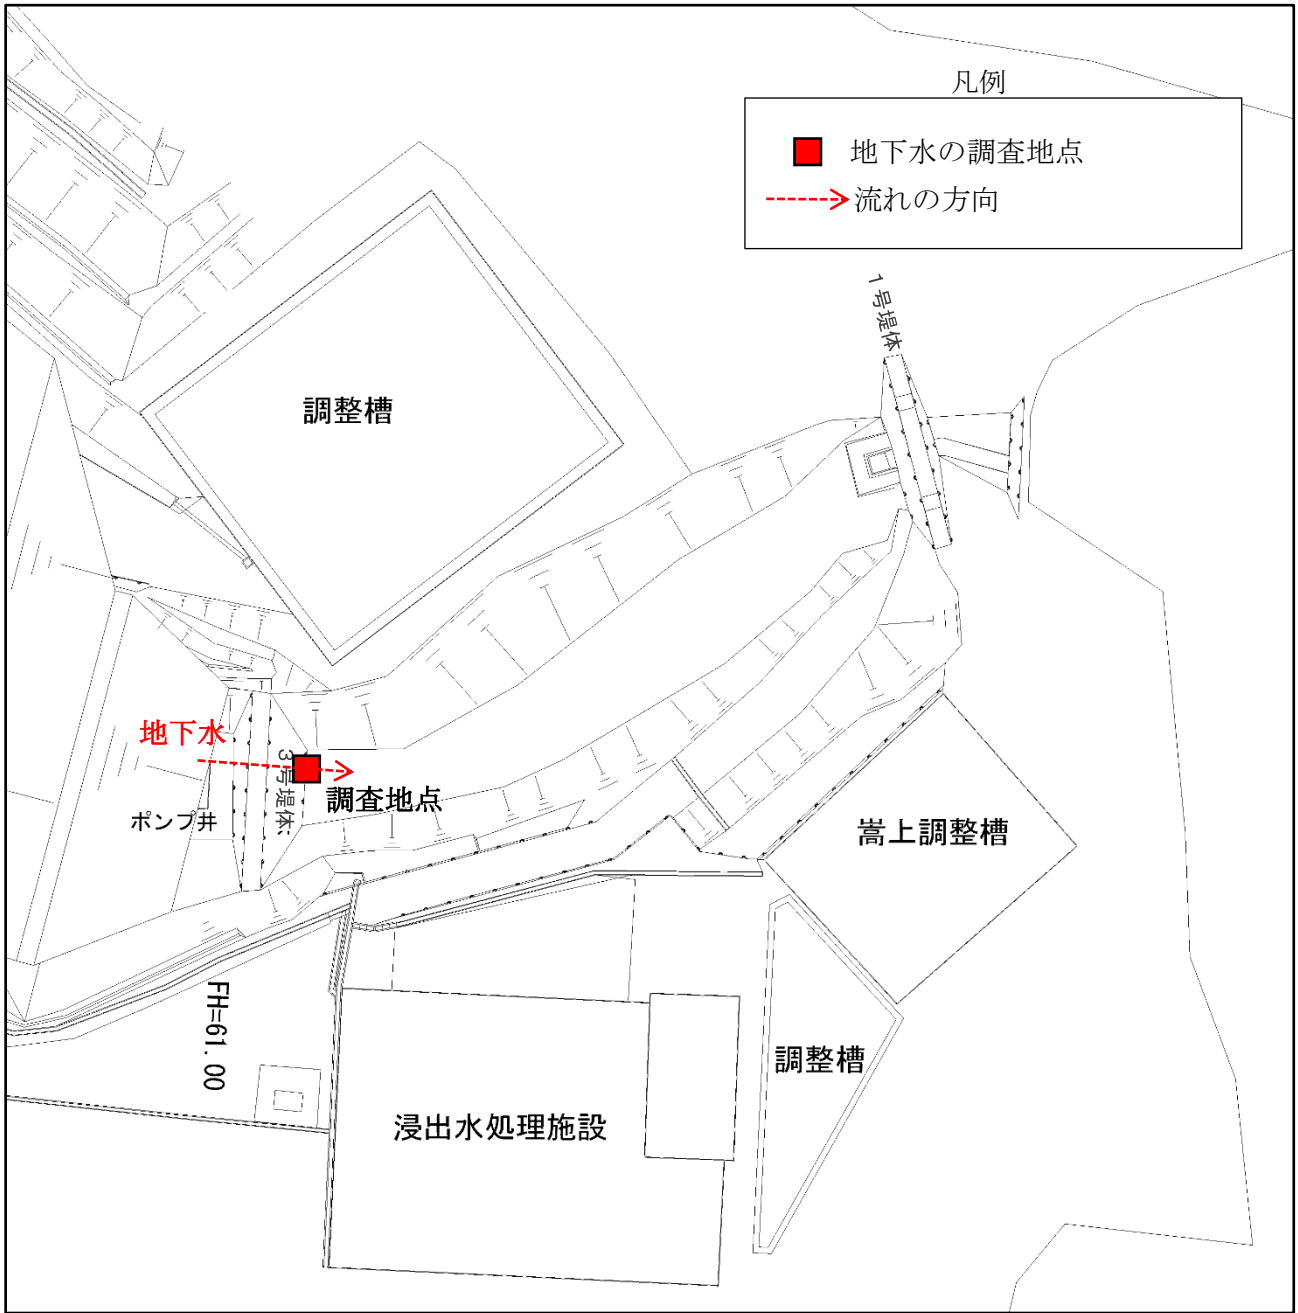 凡例
地下水の調査地点
流れの方向
1号堤体
調整槽
地下水
3号堤体
調査地点
ポンプ井
嵩上調整槽
FH=61.00
調整槽
浸出水処理施設